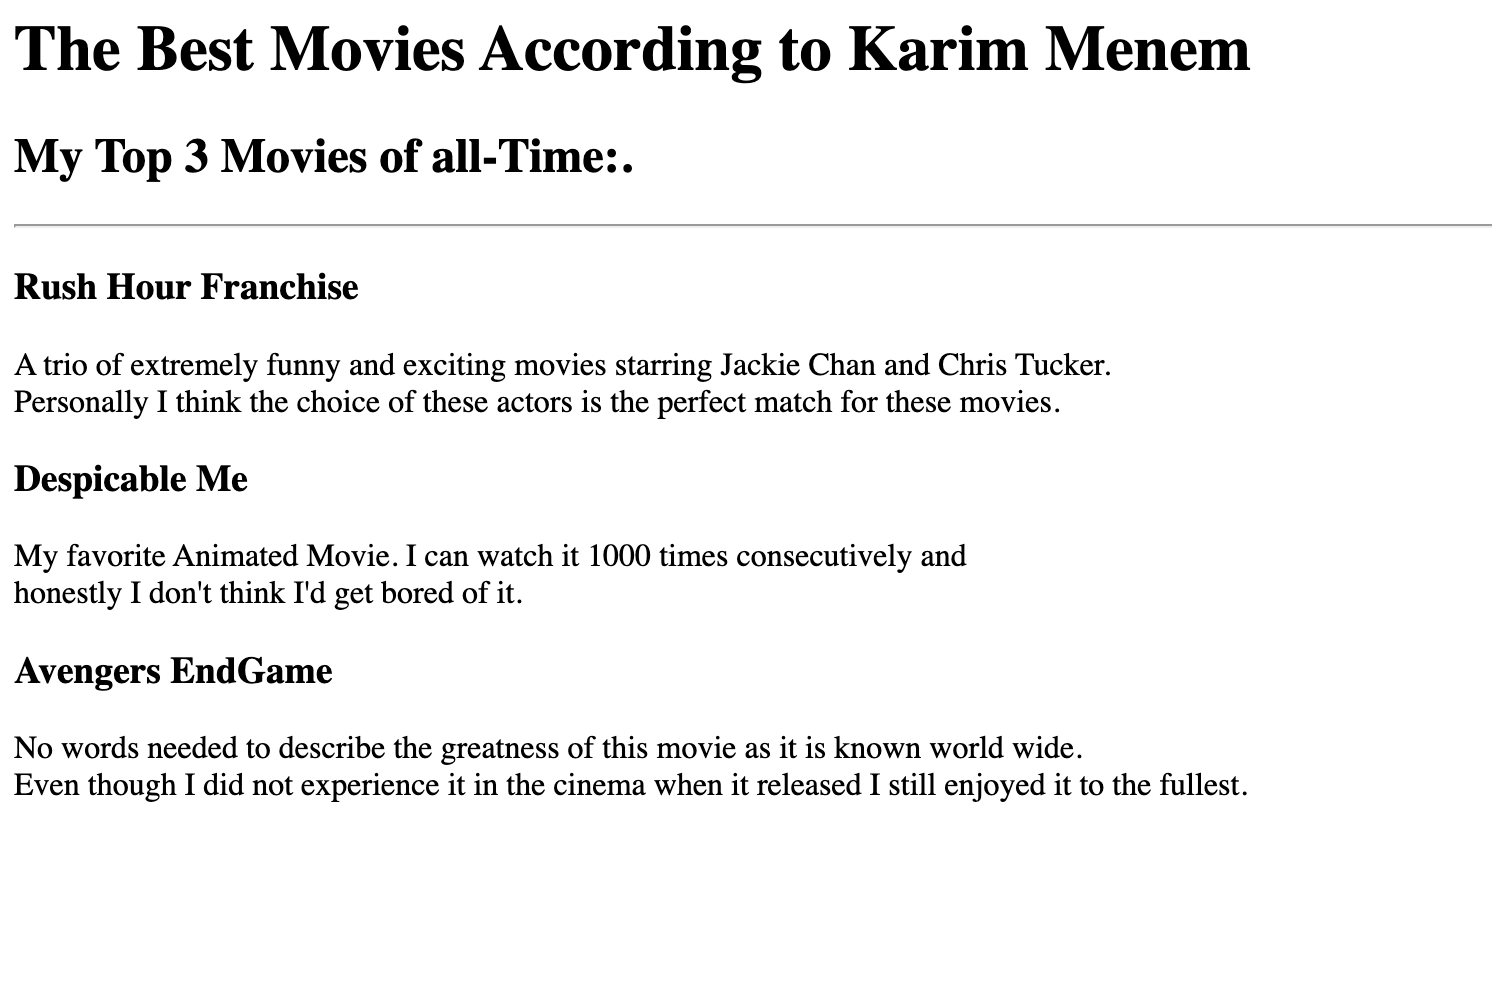 The Best Movies According to Karim Menem
My Top 3 Movies of all-Time:.
Rush Hour Franchise
A trio of extremely funny and exciting movies starring Jackie Chan and Chris Tucker.
Personally I think the choice of these actors is the perfect match for these movies.
Despicable Me
My favorite Animated Movie. I can watch it 1000 times consecutively and
honestly I don't think I'd get bored of it.
Avengers EndGame
No words needed to describe the greatness of this movie as it is known world wide.
Even though I did not experience it in the cinema when it released I still enjoyed it to the fullest.